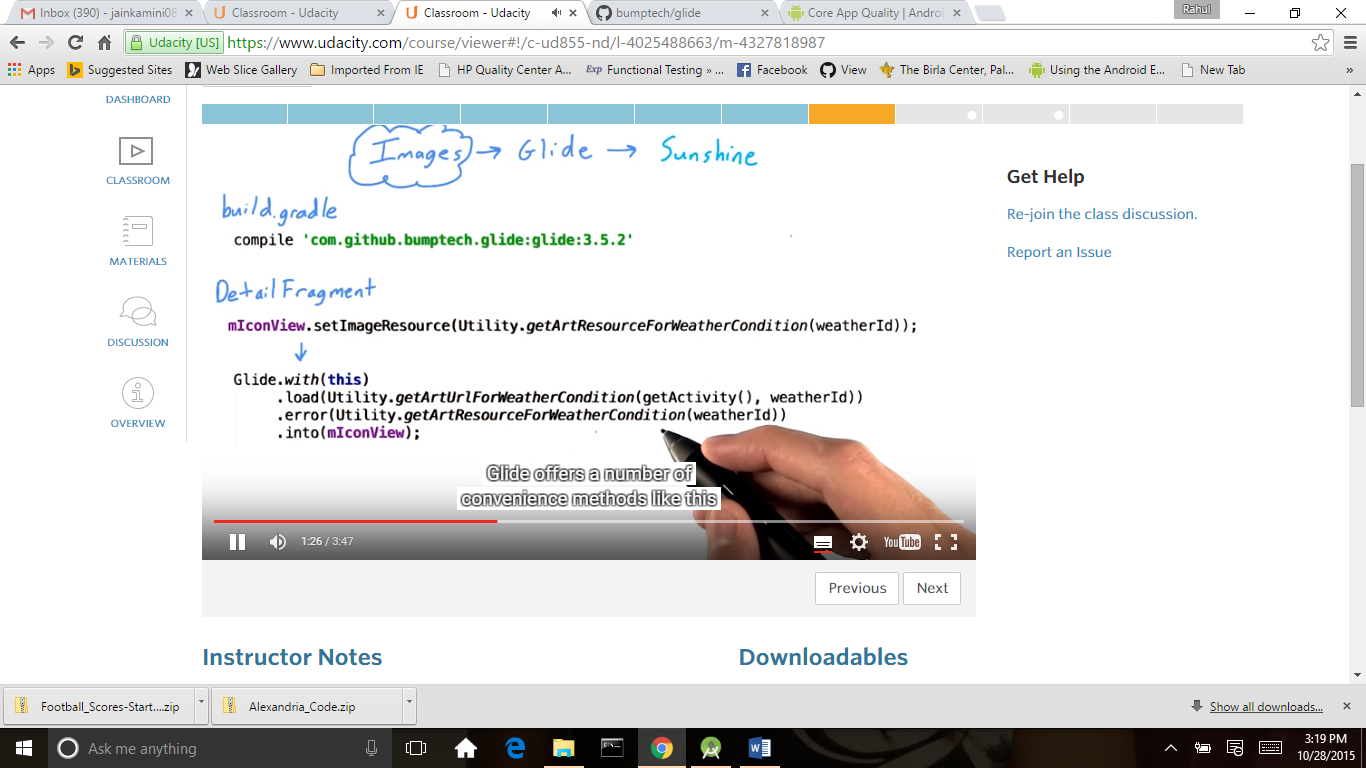 Inbox (390) - jainkamini08
Classroom - Udacity
Classroom - Udacity
bumptech/glide
Core App Quality | Androi
Rahul
Udacity [US]
https://www.udacity.com/course/viewer#!/c-ud855-nd/l-4025488663/m-4327818987
Apps
Suggested Sites
Web Slice Gallery
Imported From IE
HP Quality Center A...
Exp Functional Testing » ...
Facebook
View
The Birla Center, Pal...
Using the Android E...
New Tab
»
DASHBOARD
CLASSROOM
MATERIALS
DISCUSSION
OVERVIEW
Images → Glide → Sunshine
build.gradle
compile 'com.github.bumptech.glide:glide:3.5.2'
DetailFragment
mIconView.setImageResource(Utility.getArtResourceForWeatherCondition(weatherId));
Glide.with(this)
.load(Utility.getArtUrlForWeatherCondition(getActivity(), weatherId))
.error(Utility.getArtResourceForWeatherCondition(weatherId))
.into(mIconView);
Glide offers a number of
convenience methods like this
1:26 / 3:47
YouTube
Previous
Next
Get Help
Re-join the class discussion.
Report an Issue
Instructor Notes
Downloadables
Football_Scores-Start....zip
Alexandria_Code.zip
Show all downloads...
Ask me anything
3:19 PM
10/28/2015